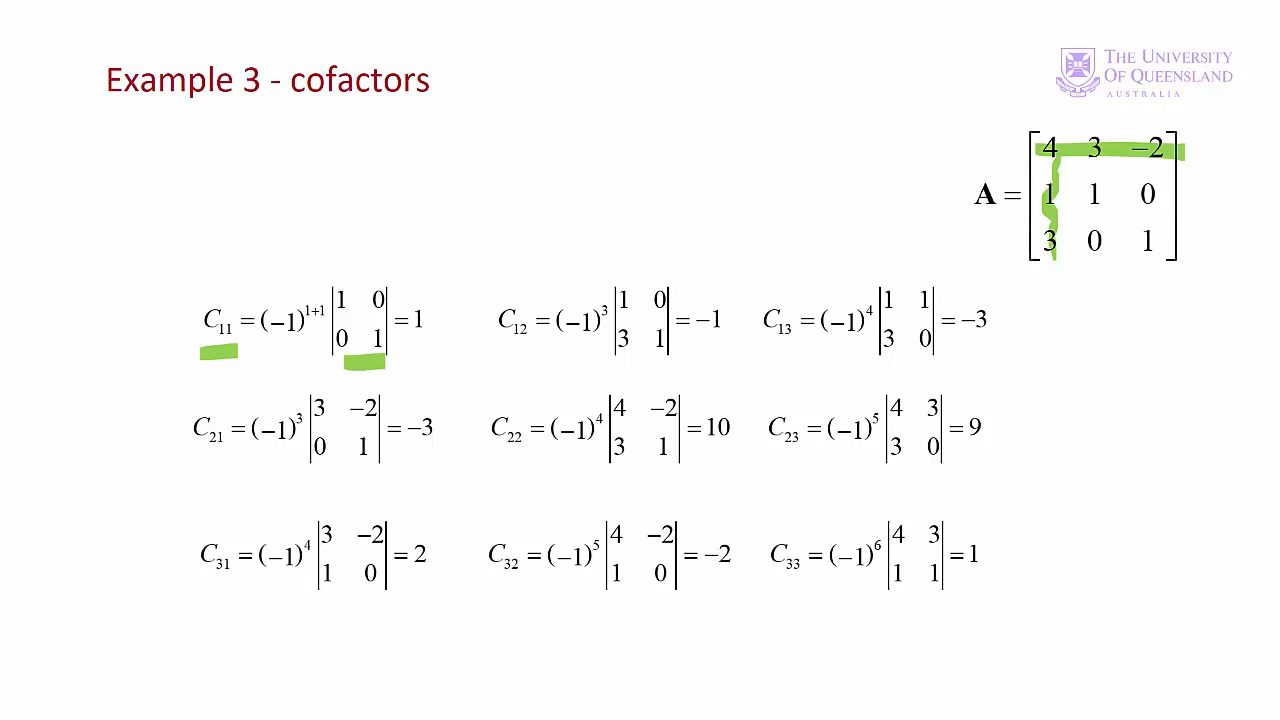 Example 3 - cofactors
THE UNIVERSITY
OF QUEENSLAND
AUSTRALIA
A = [4 3 −2
1 1 0
3 0 1]
C₁₁ = (−1)¹⁺¹ |1 0; 0 1| = 1
C₁₂ = (−1)³ |1 0; 3 1| = −1
C₁₃ = (−1)⁴ |1 1; 3 0| = −3
C₂₁ = (−1)³ |3 −2; 0 1| = −3
C₂₂ = (−1)⁴ |4 −2; 3 1| = 10
C₂₃ = (−1)⁵ |4 3; 3 0| = 9
C₃₁ = (−1)⁴ |3 −2; 1 0| = 2
C₃₂ = (−1)⁵ |4 −2; 1 0| = −2
C₃₃ = (−1)⁶ |4 3; 1 1| = 1